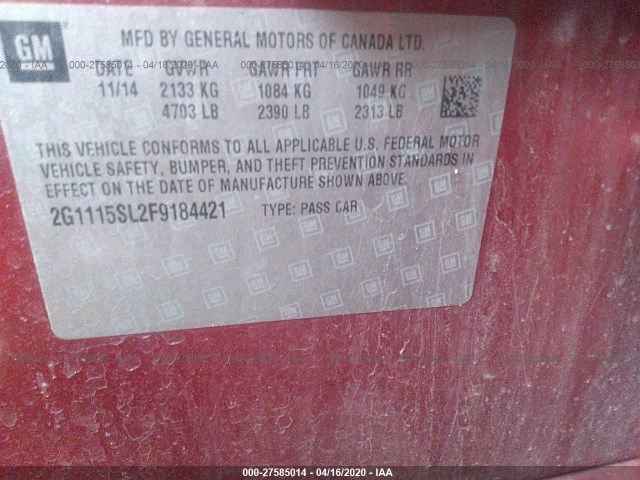 GM
MFD BY GENERAL MOTORS OF CANADA LTD.
DATE GVWR GAWR FRT GAWR RR
11/14 2133 KG 1084 KG 1049 KG
4703 LB 2390 LB 2313 LB
THIS VEHICLE CONFORMS TO ALL APPLICABLE U.S. FEDERAL MOTOR
VEHICLE SAFETY, BUMPER, AND THEFT PREVENTION STANDARDS IN
EFFECT ON THE DATE OF MANUFACTURE SHOWN ABOVE.
2G1115SL2F9184421 TYPE: PASS CAR
000-27585014 - 04/16/2020 - IAA